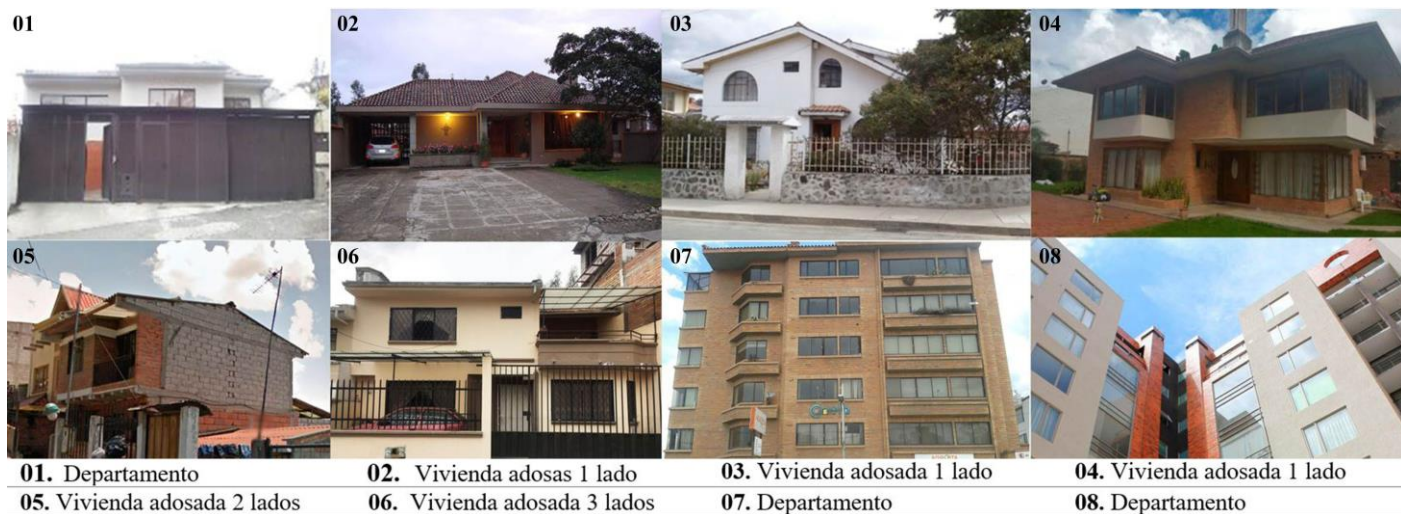 01
02
03
04
05
06
07
08
01. Departamento
02. Vivienda adosas 1 lado
03. Vivienda adosada 1 lado
04. Vivienda adosada 1 lado
05. Vivienda adosada 2 lados
06. Vivienda adosada 3 lados
07. Departamento
08. Departamento